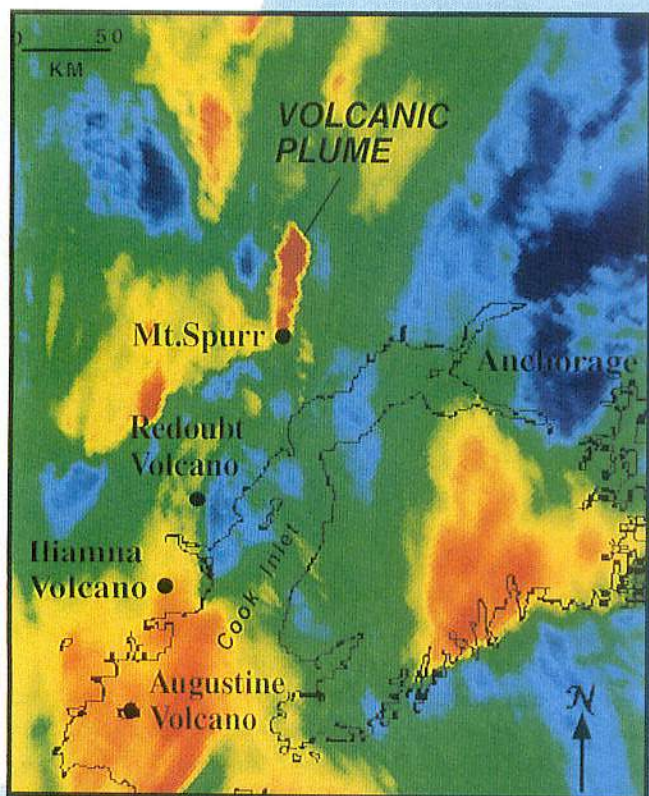 0 50
KM
VOLCANIC
PLUME
Mt.Spurr
Anchorage
Redoubt
Volcano
Iliamna
Volcano
Cook Inlet
Augustine
Volcano
N